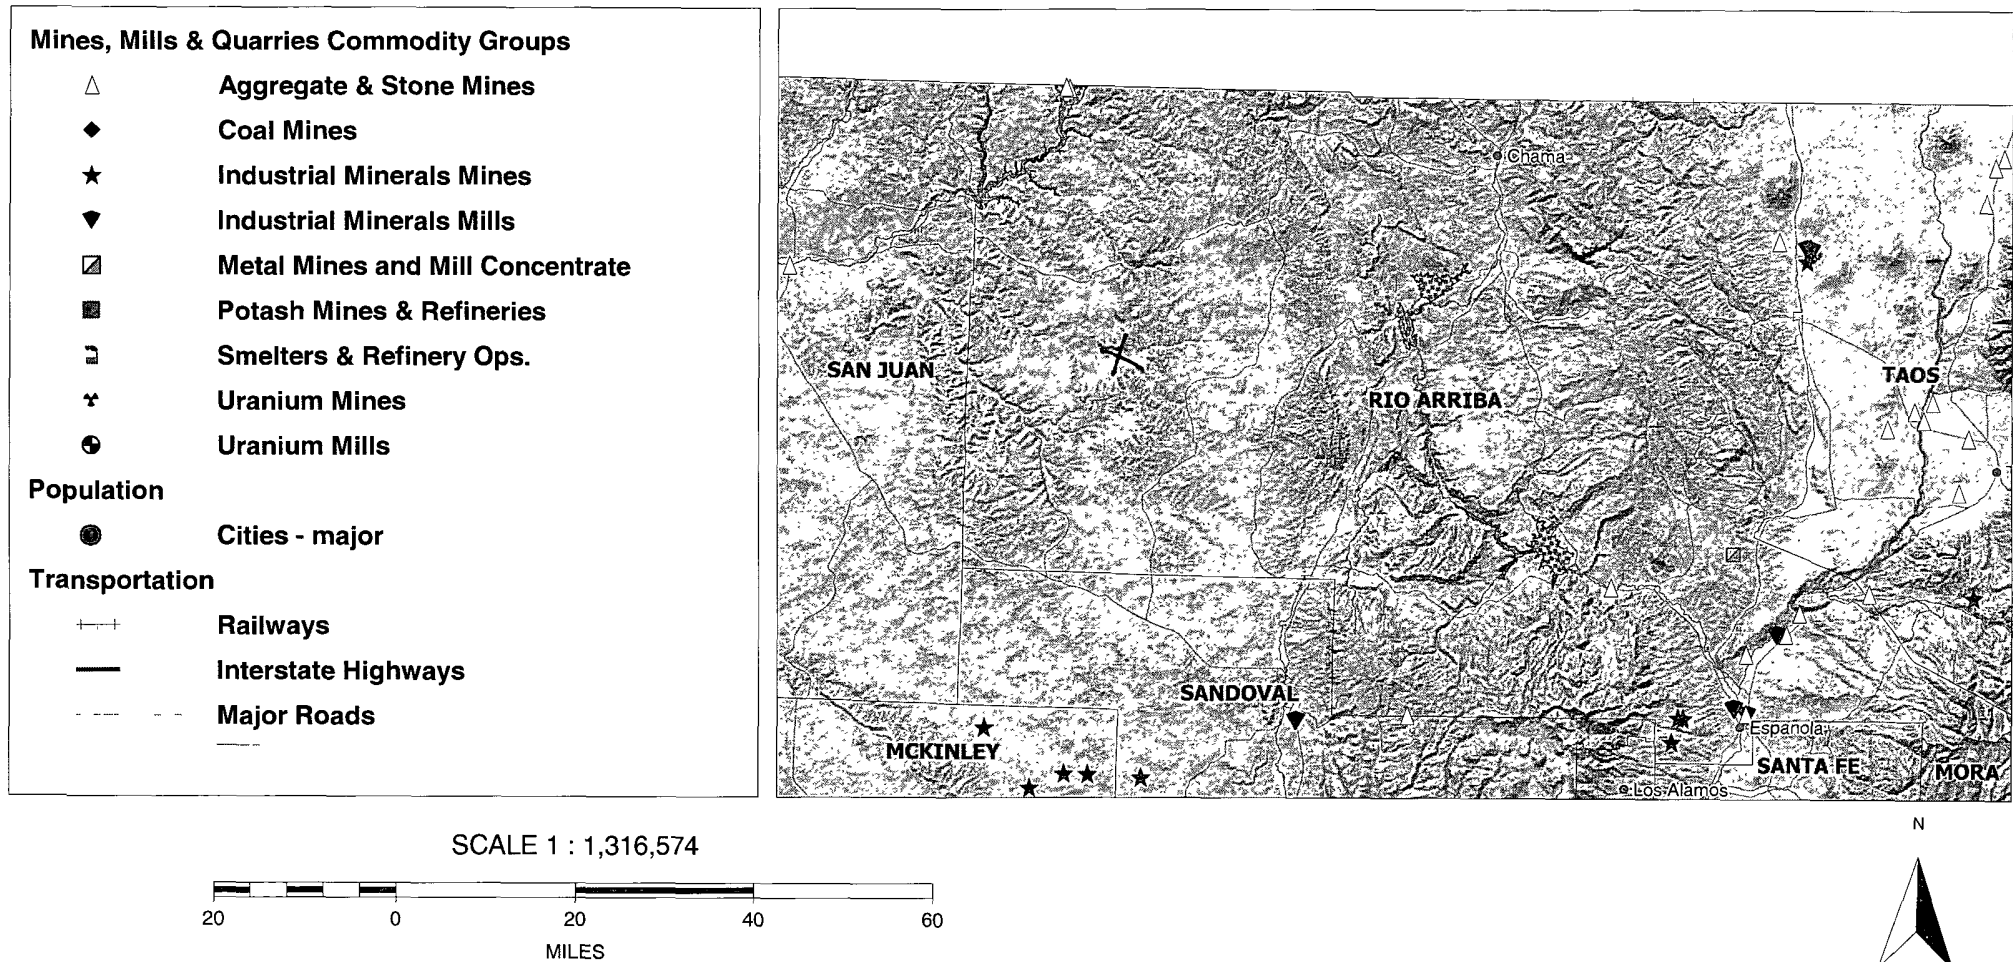 Mines, Mills & Quarries Commodity Groups
Aggregate & Stone Mines
Coal Mines
Industrial Minerals Mines
Industrial Minerals Mills
Metal Mines and Mill Concentrate
Potash Mines & Refineries
Smelters & Refinery Ops.
Uranium Mines
Uranium Mills
Population
Cities - major
Transportation
Railways
Interstate Highways
Major Roads
Chama
SAN JUAN
TAOS
RIO ARRIBA
SANDOVAL
MCKINLEY
Espanola
SANTA FE
MORA
Los Alamos
SCALE 1 : 1,316,574
20 0 20 40 60
MILES
N